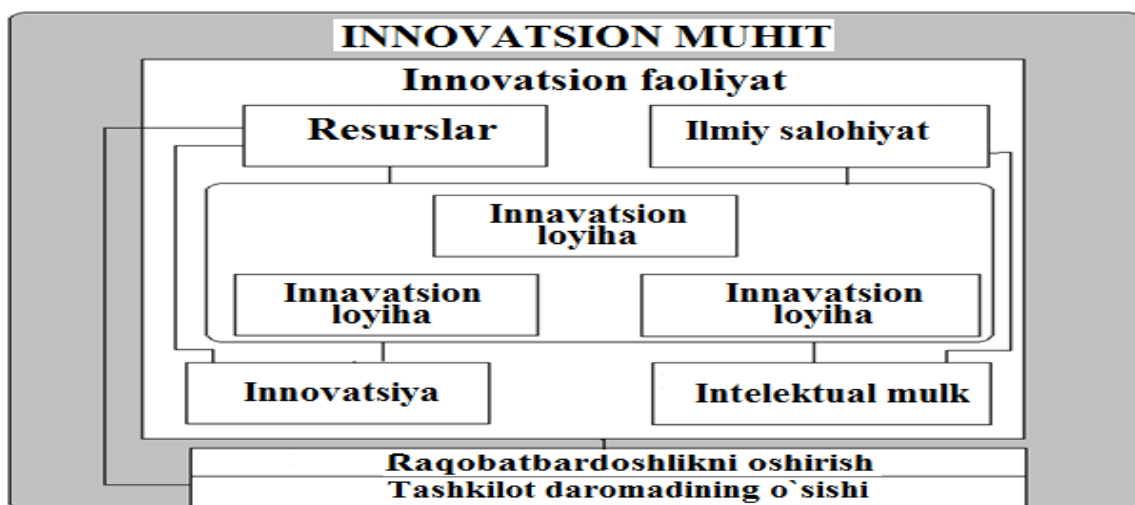 INNOVATSION MUHIT
Innovatsion faoliyat
Resurslar
Ilmiy salohiyat
Innavatsion
loyiha
Innavatsion
loyiha
Innavatsion
loyiha
Innovatsiya
Intelektual mulk
Raqobatbardoshlikni oshirish
Tashkilot daromadining o`sishi